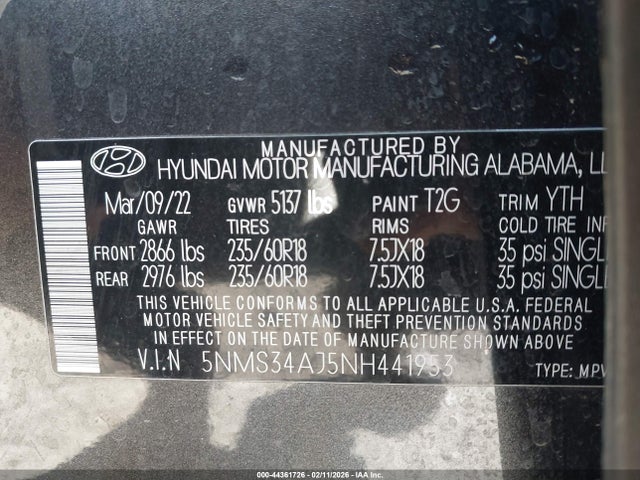 MANUFACTURED BY
HYUNDAI MOTOR MANUFACTURING ALABAMA, LL
Mar/09/22 GVWR 5137 lbs PAINT T2G TRIM YTH
GAWR TIRES RIMS COLD TIRE INF
FRONT 2866 lbs 235/60R18 7.5JX18 35 psi SINGLE
REAR 2976 lbs 235/60R18 7.5JX18 35 psi SINGLE
THIS VEHICLE CONFORMS TO ALL APPLICABLE U.S.A. FEDERAL
MOTOR VEHICLE SAFETY AND THEFT PREVENTION STANDARDS
IN EFFECT ON THE DATE OF MANUFACTURE SHOWN ABOVE
V.I.N 5NMS34AJ5NH441953 TYPE: MPV
000-44361726 - 02/11/2026 - IAA Inc.